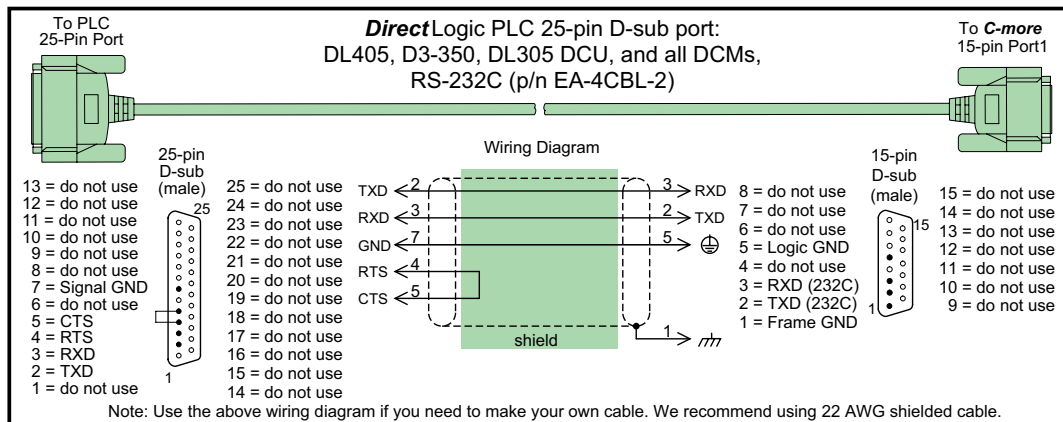 To PLC
25-Pin Port
DirectLogic PLC 25-pin D-sub port:
DL405, D3-350, DL305 DCU, and all DCMs,
RS-232C (p/n EA-4CBL-2)
To C-more
15-pin Port1
Wiring Diagram
25-pin
D-sub
(male)
13 = do not use
12 = do not use
11 = do not use
10 = do not use
9 = do not use
8 = do not use
7 = Signal GND
6 = do not use
5 = CTS
4 = RTS
3 = RXD
2 = TXD
1 = do not use
25
1
25 = do not use
24 = do not use
23 = do not use
22 = do not use
21 = do not use
20 = do not use
19 = do not use
18 = do not use
17 = do not use
16 = do not use
15 = do not use
14 = do not use
TXD 2 3 RXD
RXD 3 2 TXD
GND 7 5
RTS 4
CTS 5
shield
1
8 = do not use
7 = do not use
6 = do not use
5 = Logic GND
4 = do not use
3 = RXD (232C)
2 = TXD (232C)
1 = Frame GND
15-pin
D-sub
(male)
15
1
15 = do not use
14 = do not use
13 = do not use
12 = do not use
11 = do not use
10 = do not use
9 = do not use
Note: Use the above wiring diagram if you need to make your own cable. We recommend using 22 AWG shielded cable.